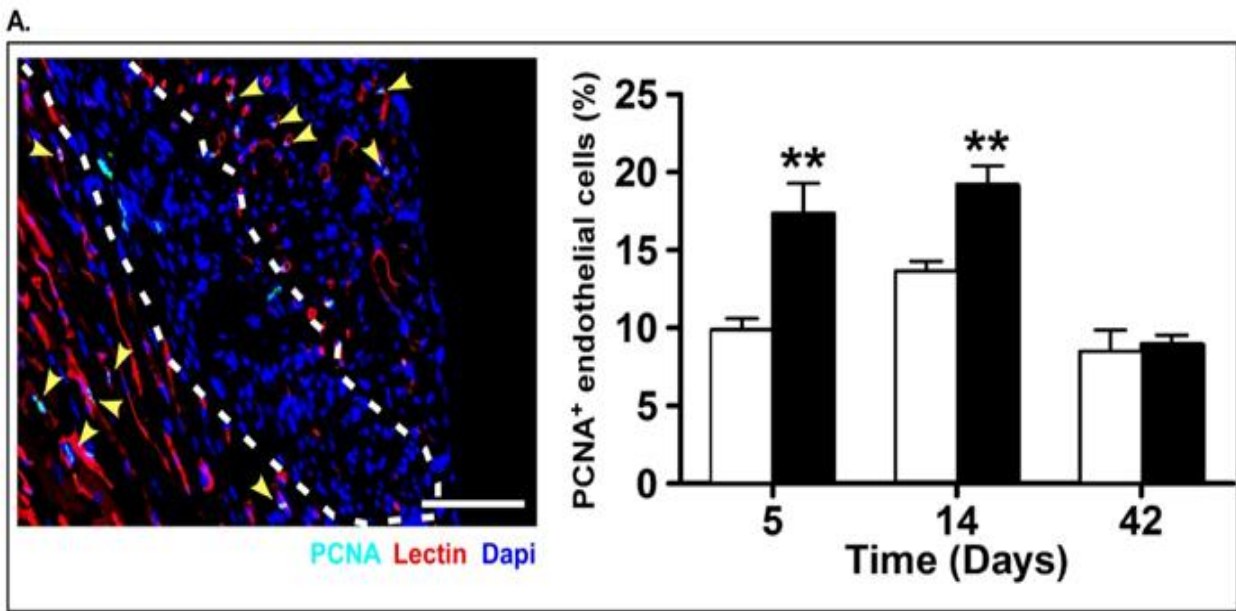 A.
PCNA Lectin Dapi
PCNA⁺ endothelial cells (%)
25
20
15
10
5
0
**
**
5 14 42
Time (Days)